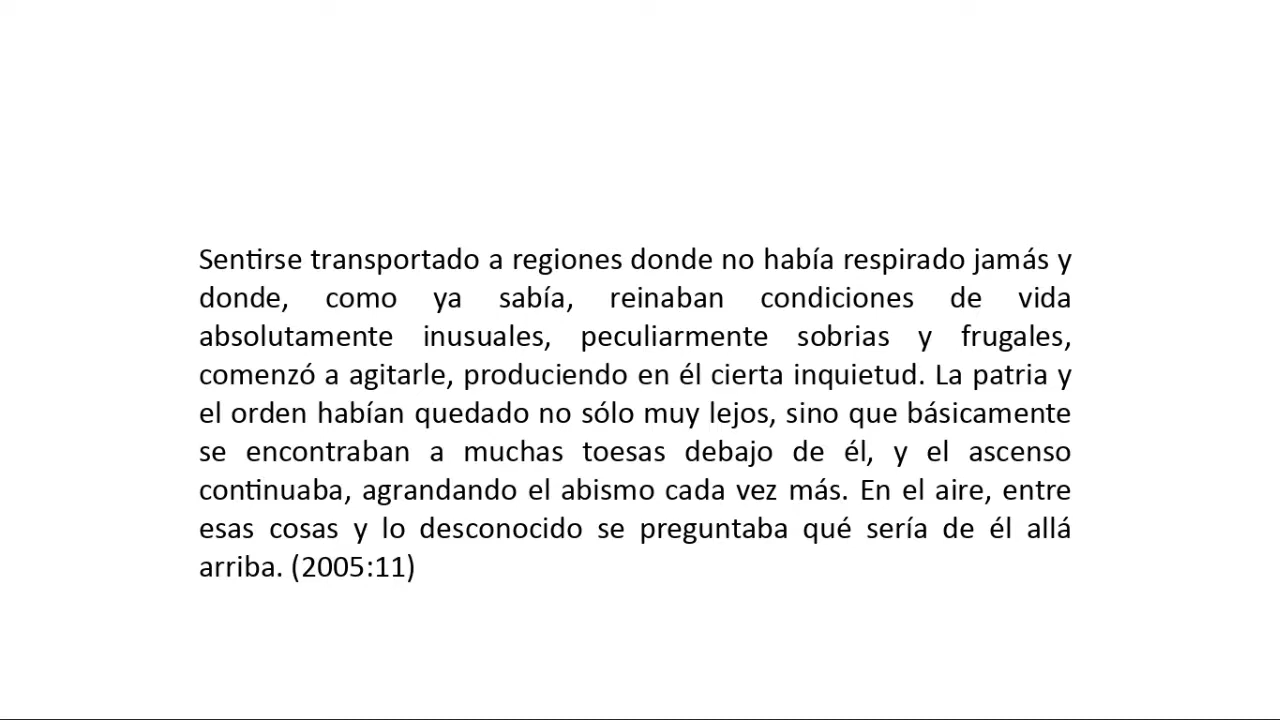 Sentirse transportado a regiones donde no había respirado jamás y
donde, como ya sabía, reinaban condiciones de vida
absolutamente inusuales, peculiarmente sobrias y frugales,
comenzó a agitarle, produciendo en él cierta inquietud. La patria y
el orden habían quedado no sólo muy lejos, sino que básicamente
se encontraban a muchas toesas debajo de él, y el ascenso
continuaba, agrandando el abismo cada vez más. En el aire, entre
esas cosas y lo desconocido se preguntaba qué sería de él allá
arriba. (2005:11)